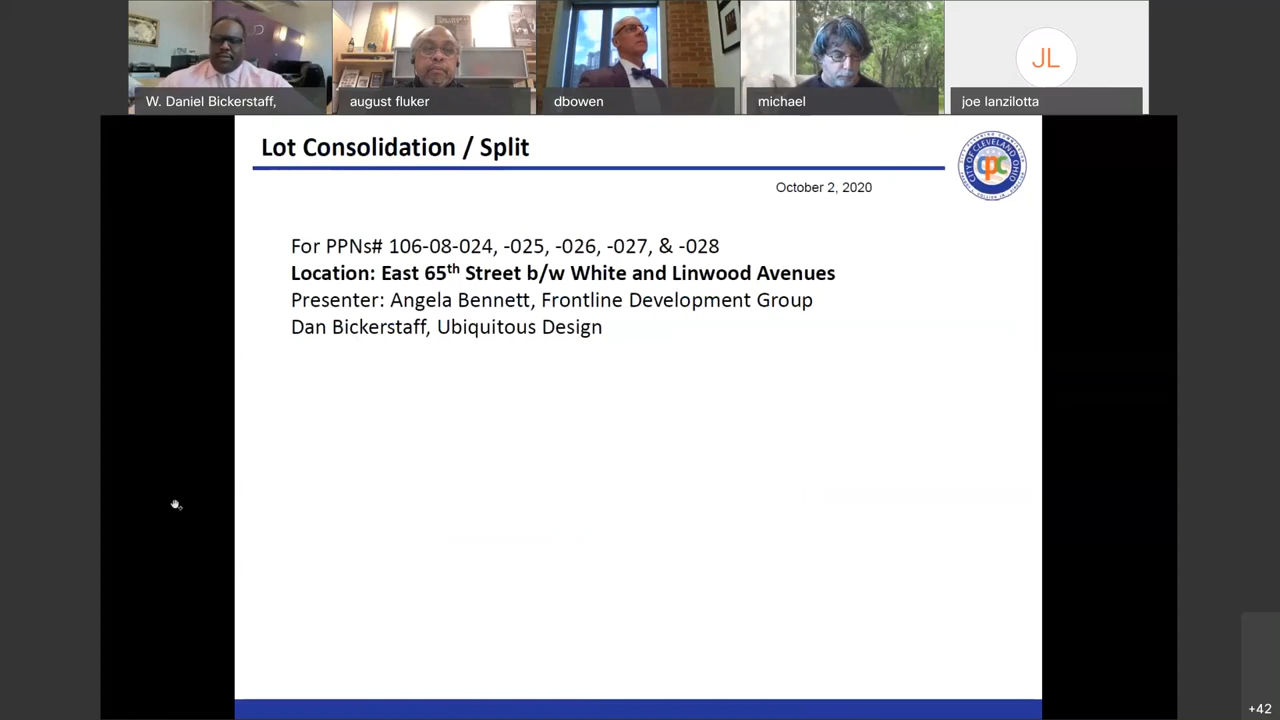 W. Daniel Bickerstaff,
august fluker
dbowen
michael
JL
joe lanzilotta
Lot Consolidation / Split
October 2, 2020
cpc
For PPNs# 106-08-024, -025, -026, -027, & -028
Location: East 65th Street b/w White and Linwood Avenues
Presenter: Angela Bennett, Frontline Development Group
Dan Bickerstaff, Ubiquitous Design
+42